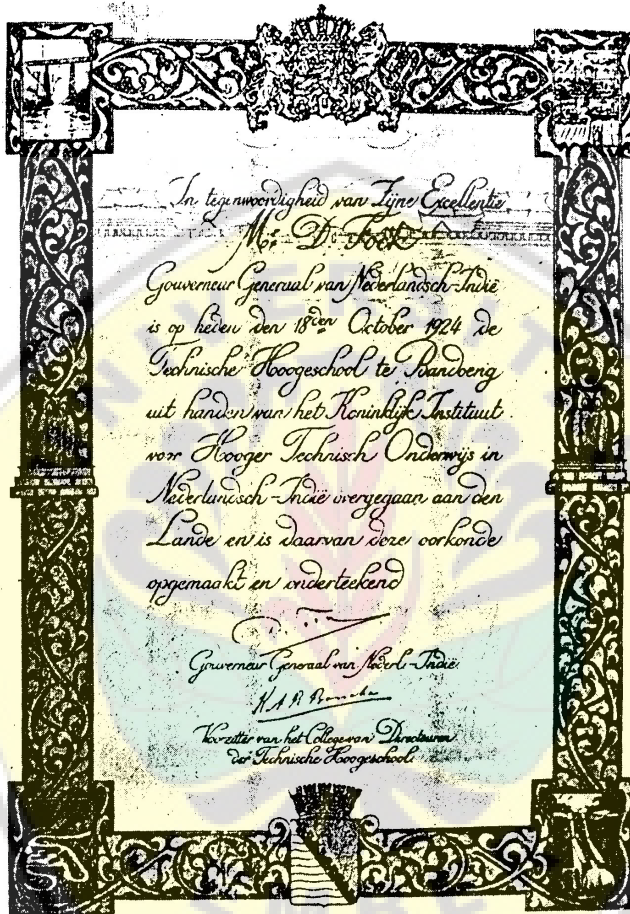 In tegenwoordigheid van Zijne Excellentie
Mr. D. Fock
Gouverneur Generaal van Nederlandsch-Indië
is op heden den 18den October 1924 de
Technische Hoogeschool te Bandoeng
uit handen van het Koninklijk Instituut
voor Hooger Technisch Onderwijs in
Nederlandsch-Indië overgegaan aan den
Lande en is daarvan deze oorkonde
opgemaakt en onderteekend
Gouverneur Generaal van Nederl-Indië
K A R Bosscha
Voorzitter van het College van Directeuren
der Technische Hoogeschool